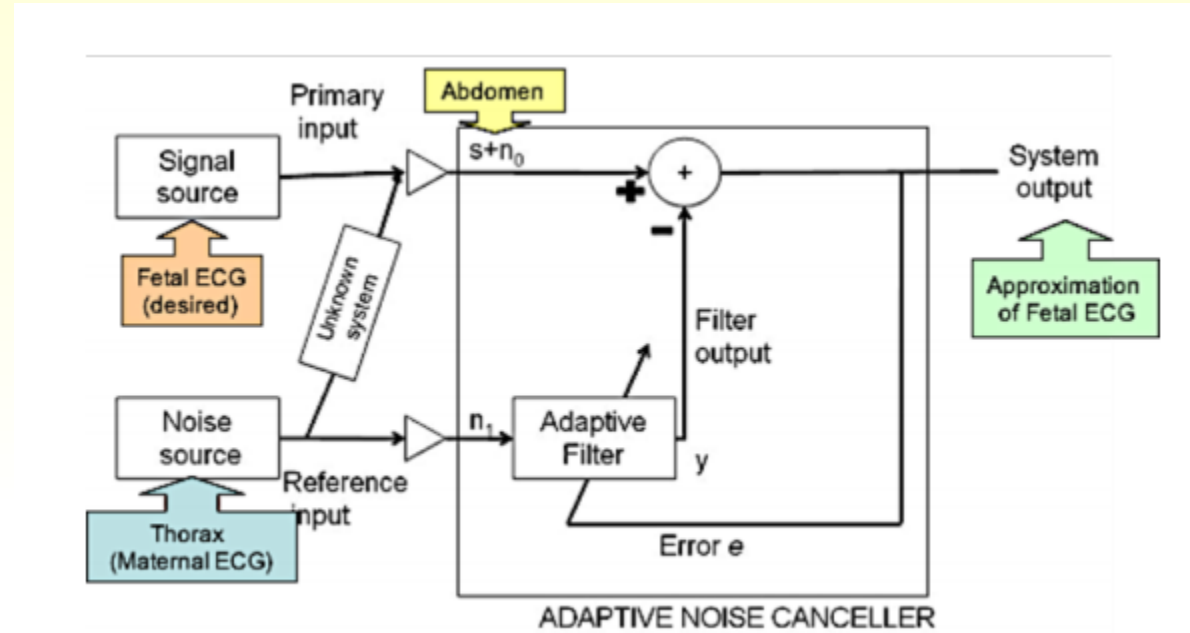 Primary
input
Abdomen
Signal
source
s+n₀
+
+
System
output
Fetal ECG
(desired)
Unknown
system
−
Filter
output
Approximation
of Fetal ECG
Noise
source
n₁
Adaptive
Filter
y
Reference
input
Thorax
(Maternal ECG)
Error e
ADAPTIVE NOISE CANCELLER